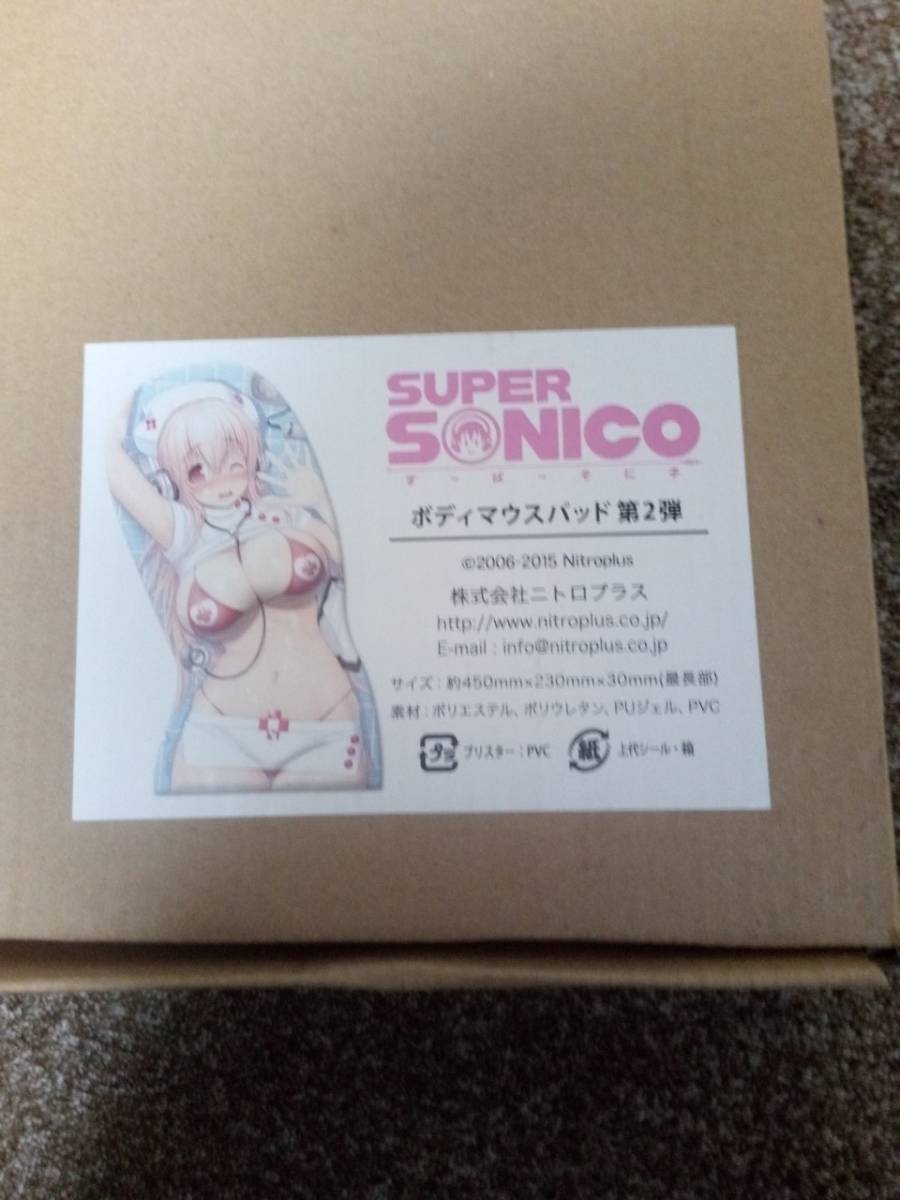 SUPER
SONICO
すーぱーそに子
ボディマウスパッド 第2弾
©2006-2015 Nitroplus
株式会社ニトロプラス
http://www.nitroplus.co.jp/
E-mail : info@nitroplus.co.jp
サイズ：約450mm×230mm×30mm(最長部)
素材：ポリエステル、ポリウレタン、PUジェル、PVC
プラ ブリスター：PVC 紙 上代シール・箱